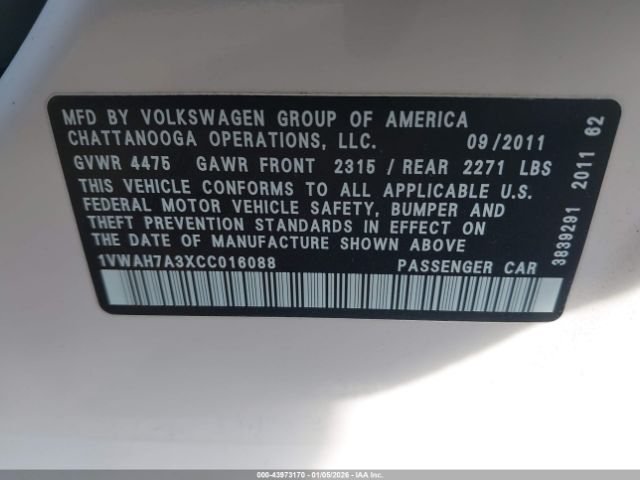 MFD BY VOLKSWAGEN GROUP OF AMERICA
CHATTANOOGA OPERATIONS, LLC. 09/2011
GVWR 4475 GAWR FRONT 2315 / REAR 2271 LBS
THIS VEHICLE CONFORMS TO ALL APPLICABLE U.S.
FEDERAL MOTOR VEHICLE SAFETY, BUMPER AND
THEFT PREVENTION STANDARDS IN EFFECT ON
THE DATE OF MANUFACTURE SHOWN ABOVE
1VWAH7A3XCC016088 PASSENGER CAR
3839291 2011 62
000-43973170 - 01/05/2026 - IAAI.COM